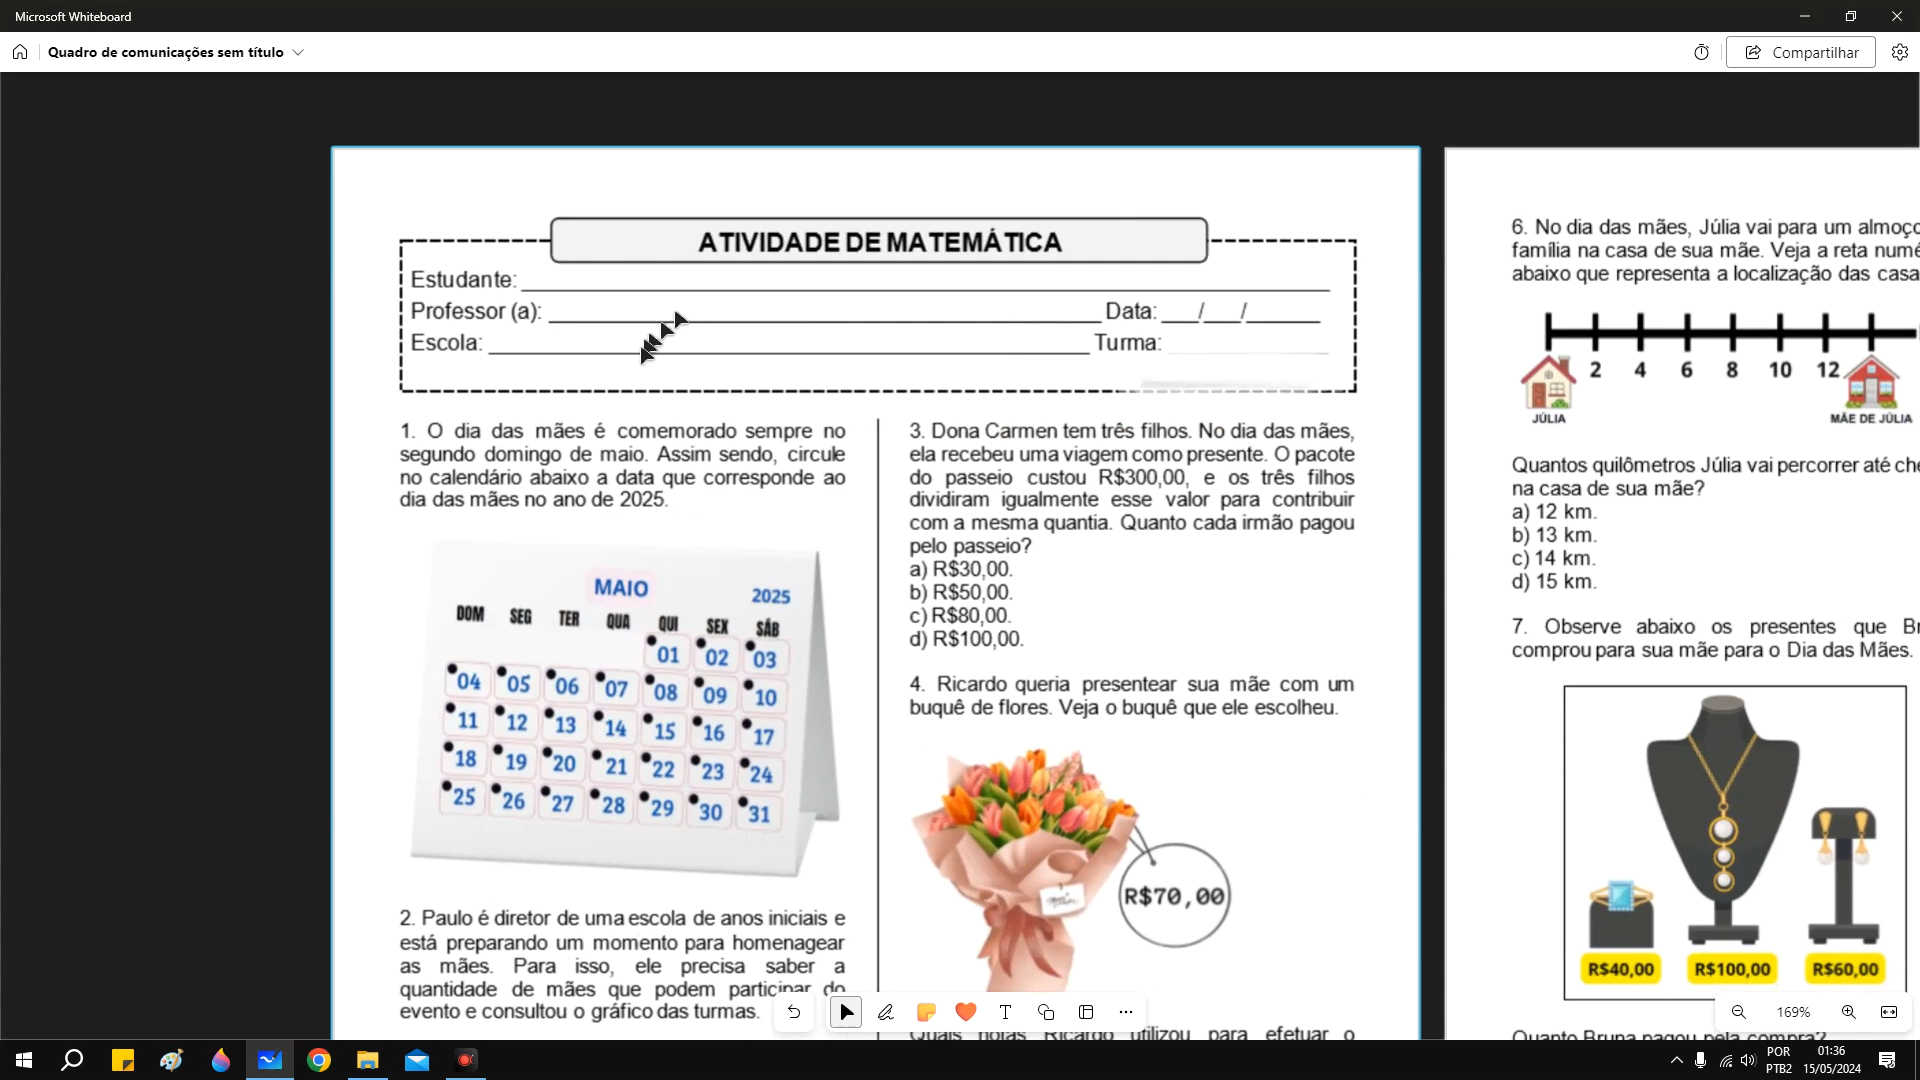 Microsoft Whiteboard
Quadro de comunicações sem título
Compartilhar
ATIVIDADE DE MATEMÁTICA
Estudante:
Professor (a): Data: / /
Escola: Turma:
1. O dia das mães é comemorado sempre no
segundo domingo de maio. Assim sendo, circule
no calendário abaixo a data que corresponde ao
dia das mães no ano de 2025.
MAIO 2025
DOM SEG TER QUA QUI SEX SÁB
01 02 03
04 05 06 07 08 09 10
11 12 13 14 15 16 17
18 19 20 21 22 23 24
25 26 27 28 29 30 31
2. Paulo é diretor de uma escola de anos iniciais e
está preparando um momento para homenagear
as mães. Para isso, ele precisa saber a
quantidade de mães que podem participar do
evento e consultou o gráfico das turmas.
3. Dona Carmen tem três filhos. No dia das mães,
ela recebeu uma viagem como presente. O pacote
do passeio custou R$300,00, e os três filhos
dividiram igualmente esse valor para contribuir
com a mesma quantia. Quanto cada irmão pagou
pelo passeio?
a) R$30,00.
b) R$50,00.
c) R$80,00.
d) R$100,00.
4. Ricardo queria presentear sua mãe com um
buquê de flores. Veja o buquê que ele escolheu.
R$70,00
Quais notas Ricardo utilizou para efetuar o
6. No dia das mães, Júlia vai para um almoço
família na casa de sua mãe. Veja a reta numé
abaixo que representa a localização das casa
2 4 6 8 10 12
JÚLIA MÃE DE JÚLIA
Quantos quilômetros Júlia vai percorrer até che
na casa de sua mãe?
a) 12 km.
b) 13 km.
c) 14 km.
d) 15 km.
7. Observe abaixo os presentes que Br
comprou para sua mãe para o Dia das Mães.
R$40,00 R$100,00 R$60,00
Quanto Bruna pagou pela compra?
169%
POR
PTB2
01:36
15/05/2024